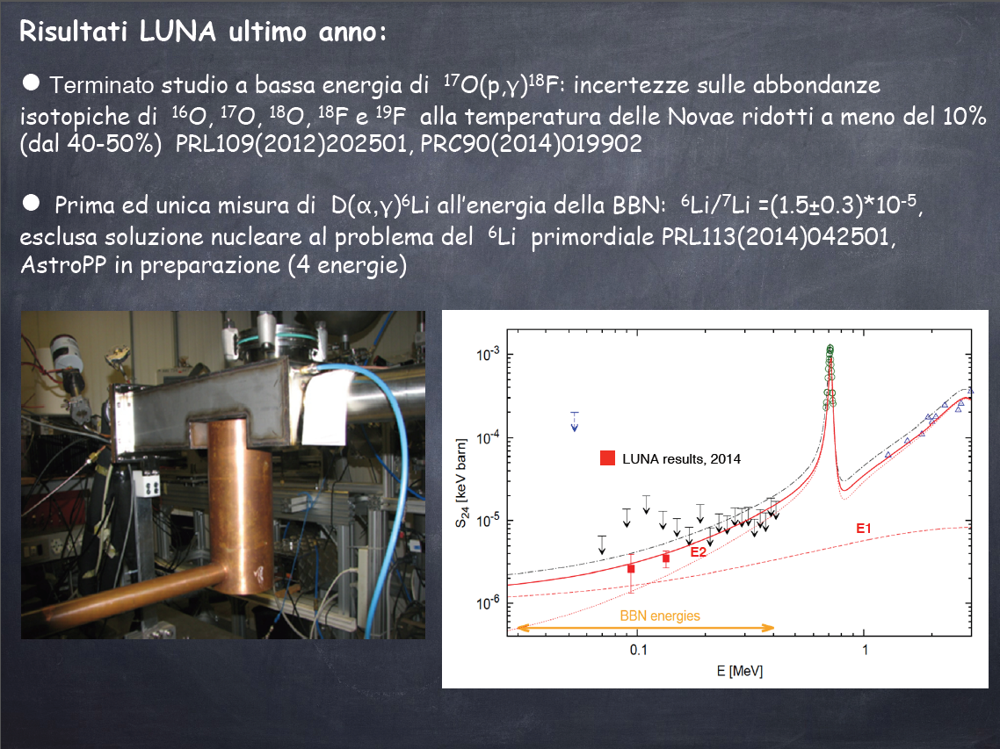 Risultati LUNA ultimo anno:
● Terminato studio a bassa energia di ¹⁷O(p,γ)¹⁸F: incertezze sulle abbondanze
isotopiche di ¹⁶O, ¹⁷O, ¹⁸O, ¹⁸F e ¹⁹F alla temperatura delle Novae ridotti a meno del 10%
(dal 40-50%) PRL109(2012)202501, PRC90(2014)019902
● Prima ed unica misura di D(α,γ)⁶Li all'energia della BBN: ⁶Li/⁷Li =(1.5±0.3)*10⁻⁵,
esclusa soluzione nucleare al problema del ⁶Li primordiale PRL113(2014)042501,
AstroPP in preparazione (4 energie)
10⁻³
10⁻⁴
10⁻⁵
10⁻⁶
S₂₄ [keV barn]
LUNA results, 2014
E2
E1
BBN energies
0.1
1
E [MeV]